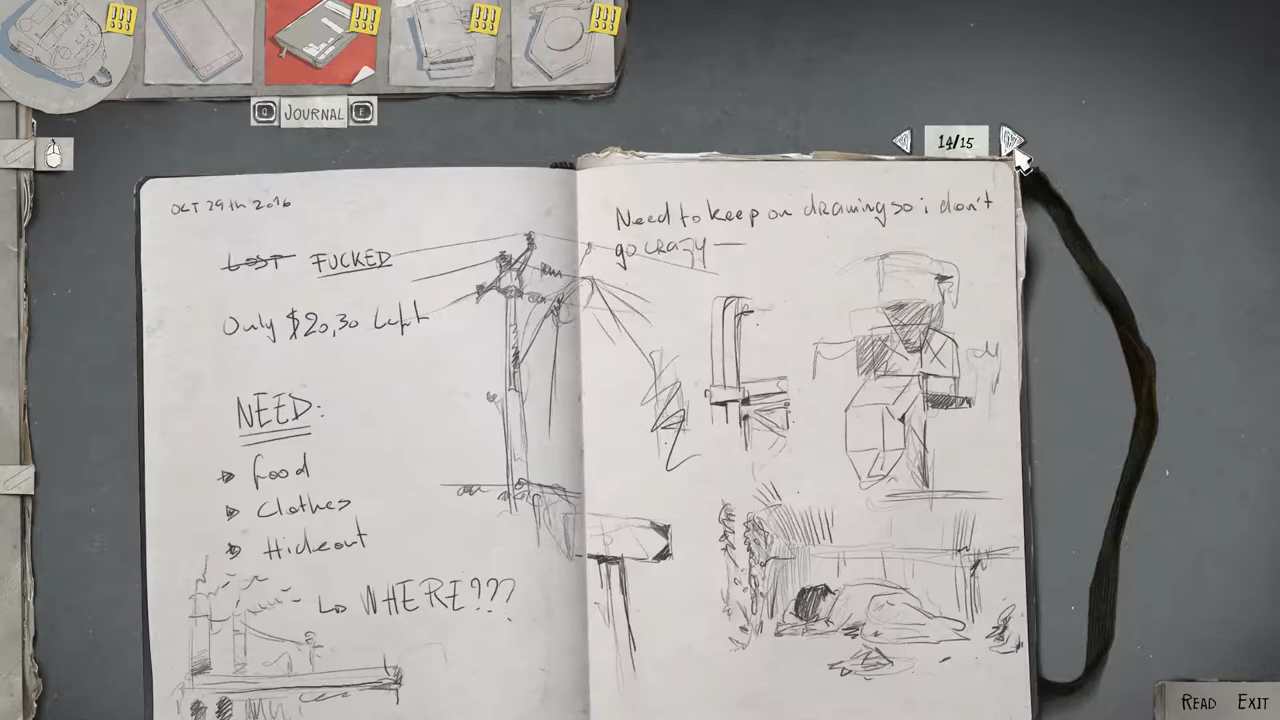 !!!
!!!
!!!
!!!
Q JOURNAL E
14/15
OCT 29th 2016
LOST FUCKED
Only $20,30 Left
NEED:
food
Clothes
Hideout
WHERE???
Need to keep on drawing so i don't
go crazy —
READ EXIT